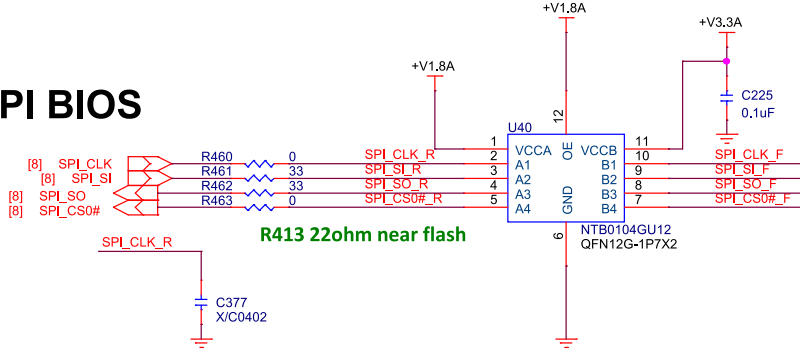 +V1.8A
+V3.3A
+V1.8A
PI BIOS
C225
0.1uF
U40
12
1 VCCA OE VCCB 11
[8] SPI_CLK R460 0 SPI_CLK_R 2 A1 B1 10 SPI_CLK_F
[8] SPI_SI R461 33 SPI_SI_R 3 A2 B2 9 SPI_SI_F
[8] SPI_SO R462 33 SPI_SO_R 4 A3 B3 8 SPI_SO_F
[8] SPI_CS0# R463 0 SPI_CS0#_R 5 A4 GND B4 7 SPI_CS0#_F
R413 22ohm near flash
6
NTB0104GU12
QFN12G-1P7X2
SPI_CLK_R
C377
X/C0402